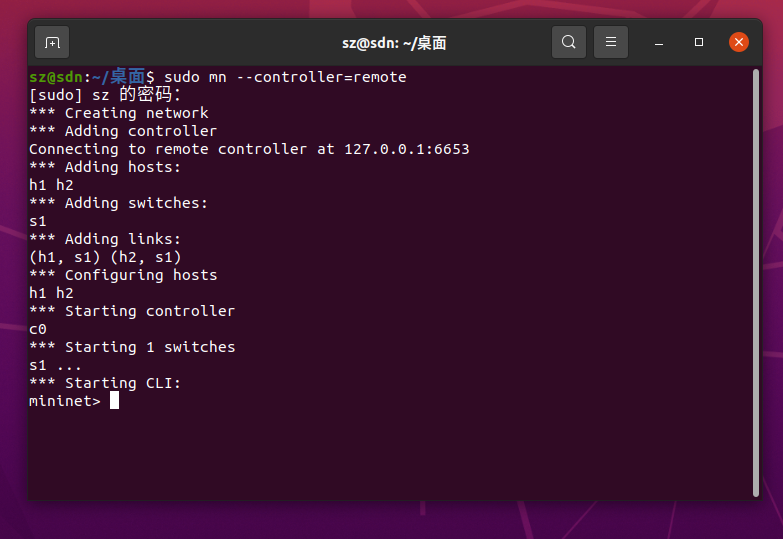 sz@sdn: ~/桌面
sz@sdn:~/桌面$ sudo mn --controller=remote
[sudo] sz 的密码：
*** Creating network
*** Adding controller
Connecting to remote controller at 127.0.0.1:6653
*** Adding hosts:
h1 h2
*** Adding switches:
s1
*** Adding links:
(h1, s1) (h2, s1)
*** Configuring hosts
h1 h2
*** Starting controller
c0
*** Starting 1 switches
s1 ...
*** Starting CLI:
mininet>